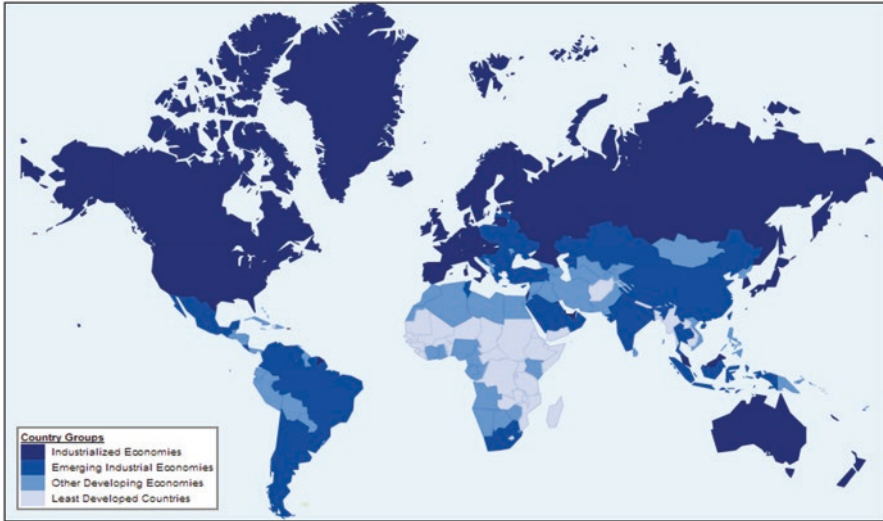 Country Groups
Industrialized Economies
Emerging Industrial Economies
Other Developing Economies
Least Developed Countries